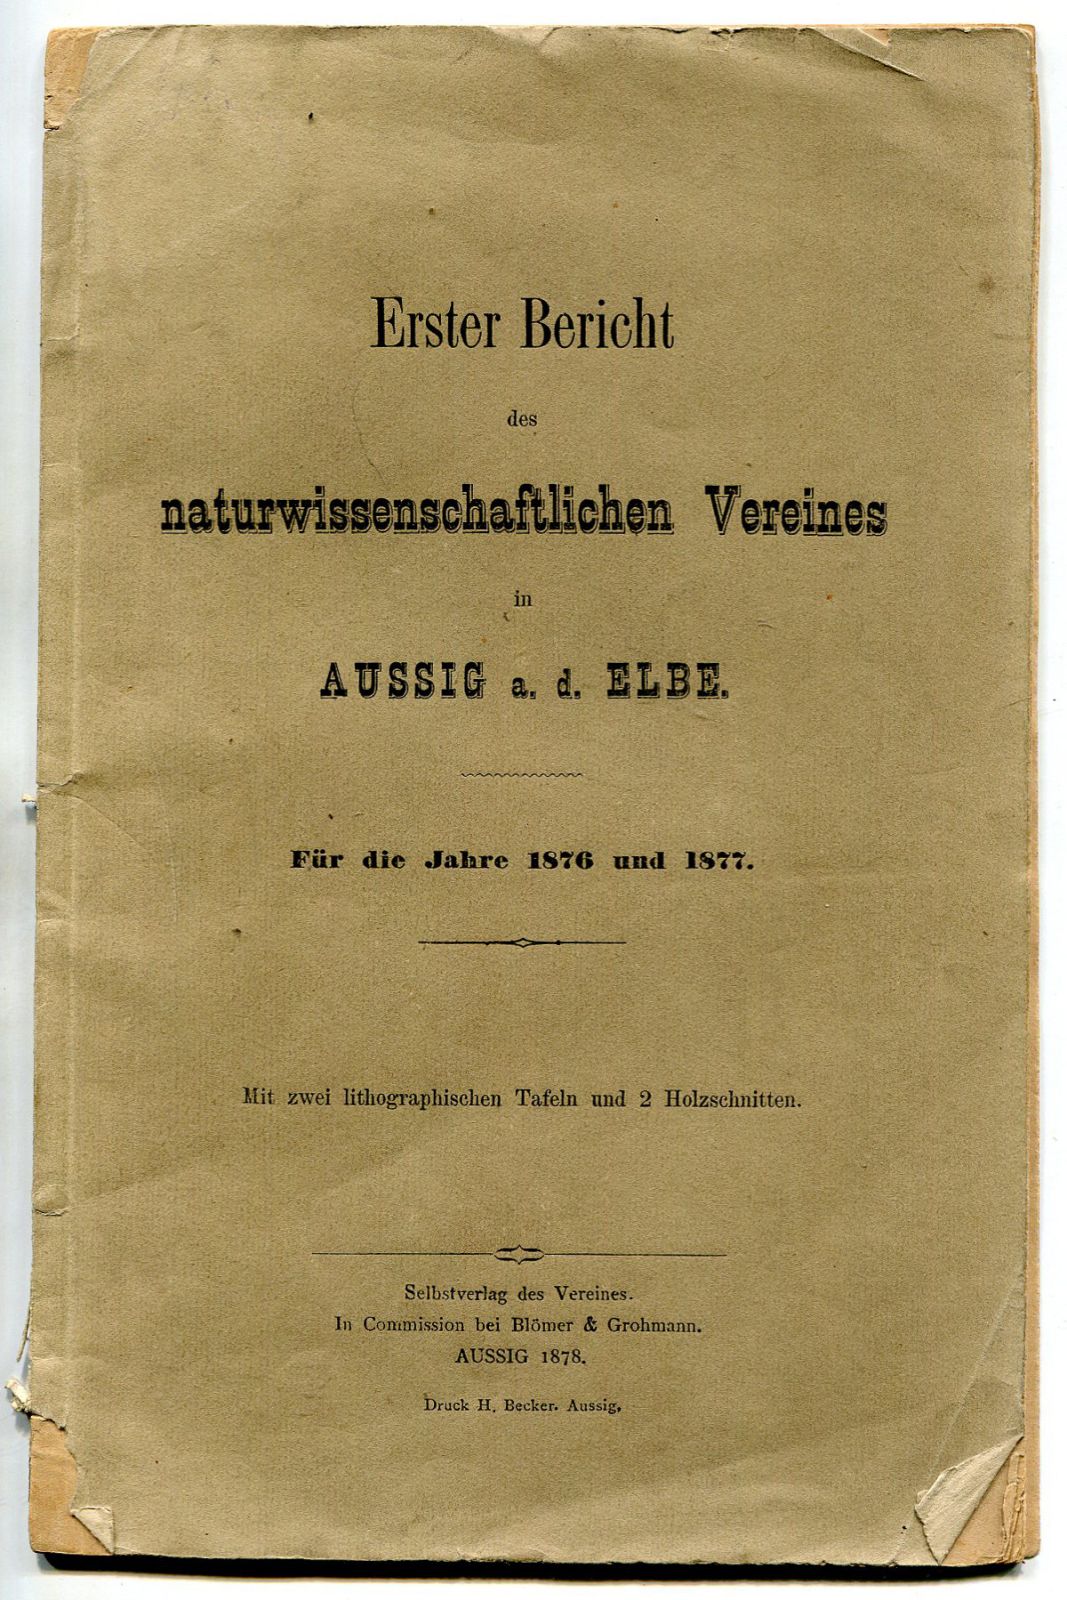 Erster Bericht
des
naturwissenschaftlichen Vereines
in
AUSSIG a. d. ELBE.
Für die Jahre 1876 und 1877.
Mit zwei lithographischen Tafeln und 2 Holzschnitten.
Selbstverlag des Vereines.
In Commission bei Blömer & Grohmann.
AUSSIG 1878.
Druck H. Becker. Aussig.